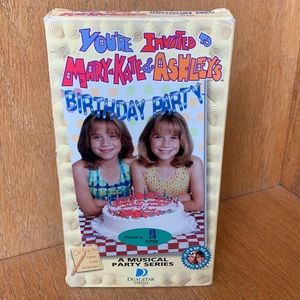 YOU'RE INVITED TO
MARY-KATE & ASHLEY'S
BIRTHDAY PARTY
A MUSICAL
PARTY SERIES
DUALSTAR
VIDEO